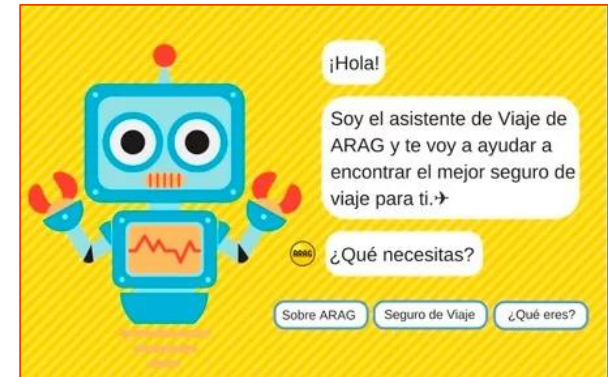 ¡Hola!
Soy el asistente de Viaje de
ARAG y te voy a ayudar a
encontrar el mejor seguro de
viaje para ti.✈
ARAG
¿Qué necesitas?
Sobre ARAG
Seguro de Viaje
¿Qué eres?